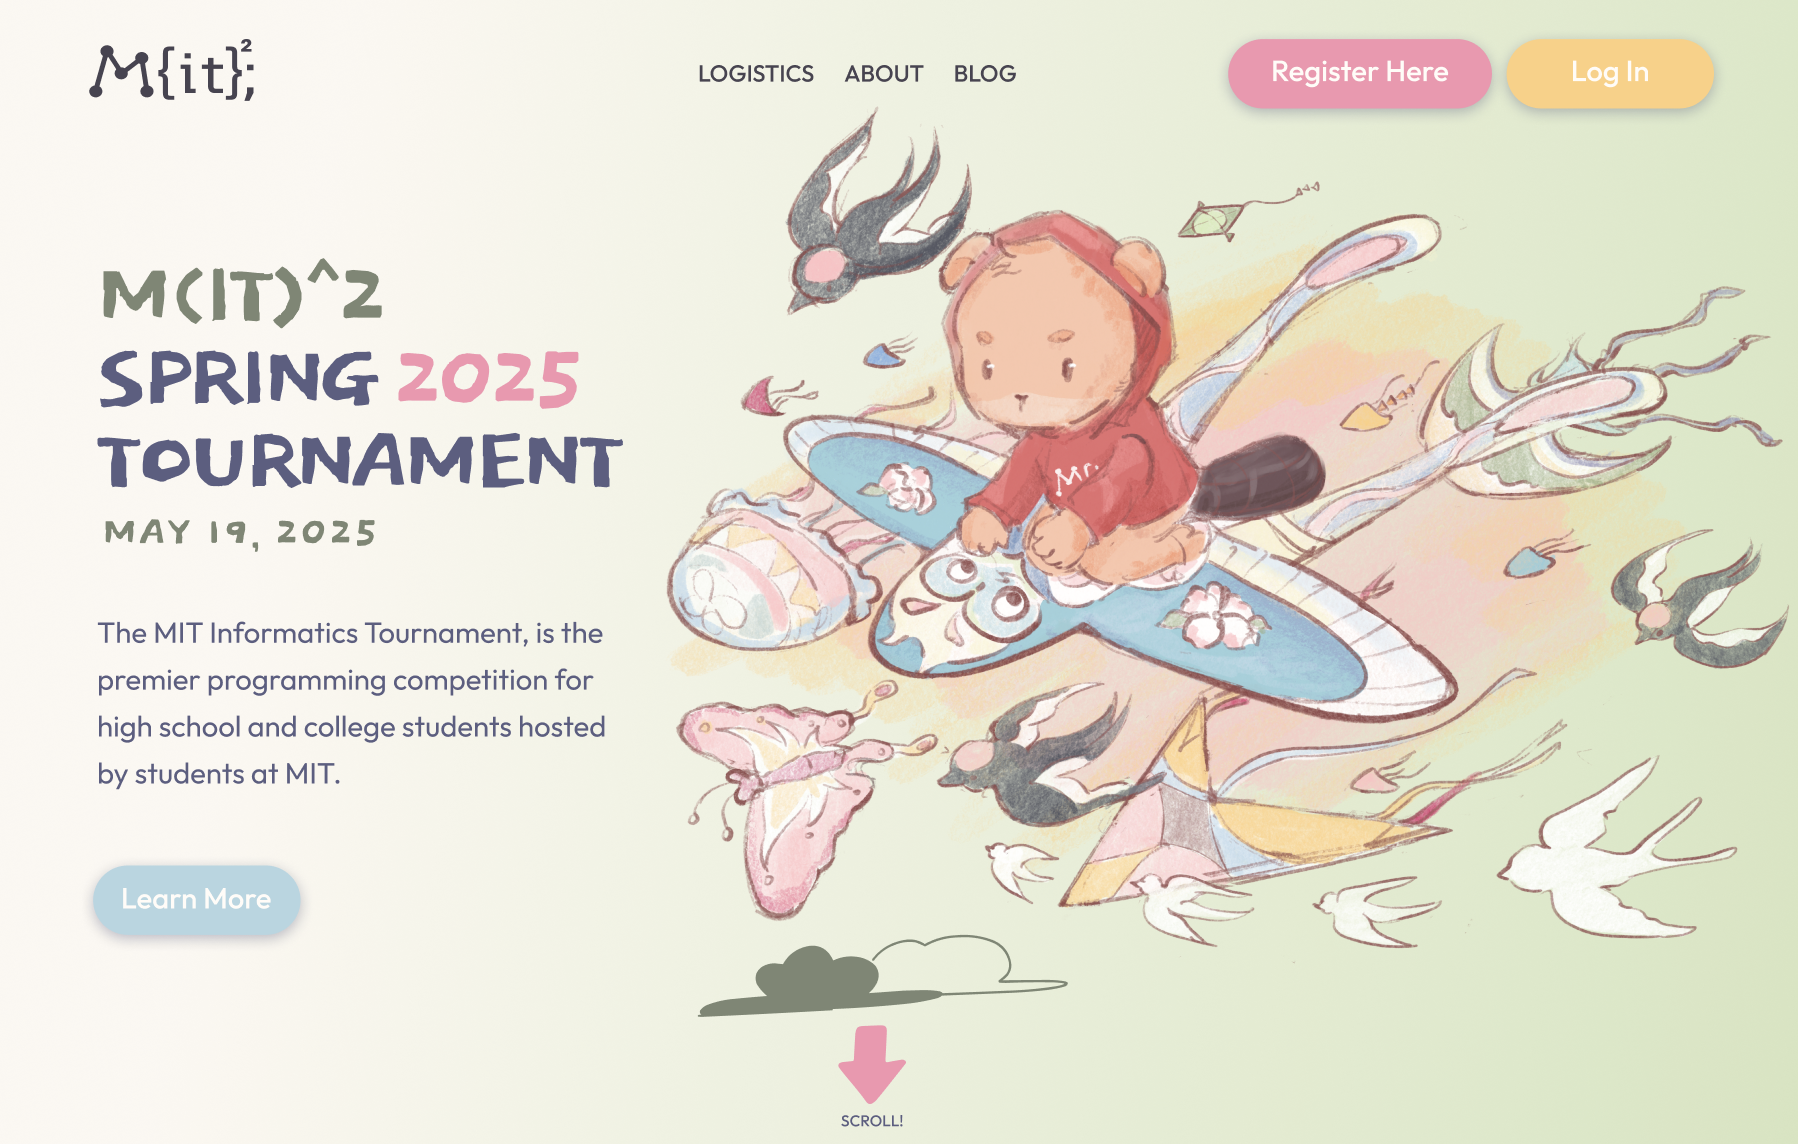 M{it}²;
LOGISTICS ABOUT BLOG
Register Here
Log In
M(IT)^2
SPRING 2025
TOURNAMENT
MAY 19, 2025
The MIT Informatics Tournament, is the
premier programming competition for
high school and college students hosted
by students at MIT.
Learn More
SCROLL!